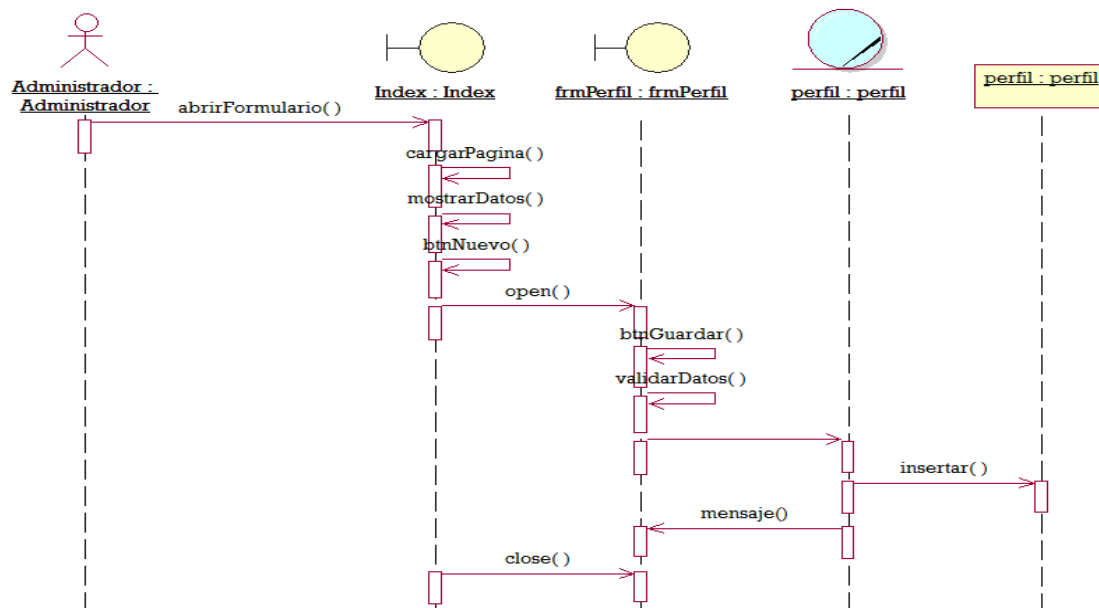 Administrador :
Administrador
Index : Index
frmPerfil : frmPerfil
perfil : perfil
perfil : perfil
abrirFormulario( )
cargarPagina( )
mostrarDatos( )
btnNuevo( )
open( )
btnGuardar( )
validarDatos( )
insertar( )
mensaje()
close( )